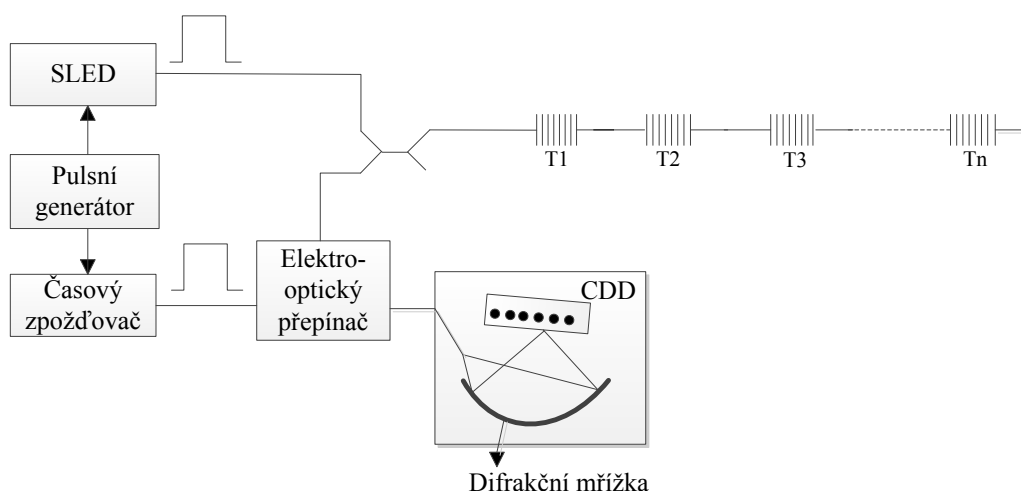 SLED
Pulsní
generátor
Časový
zpožďovač
Elektro-
optický
přepínač
CDD
T1
T2
T3
Tn
Difrakční mřížka